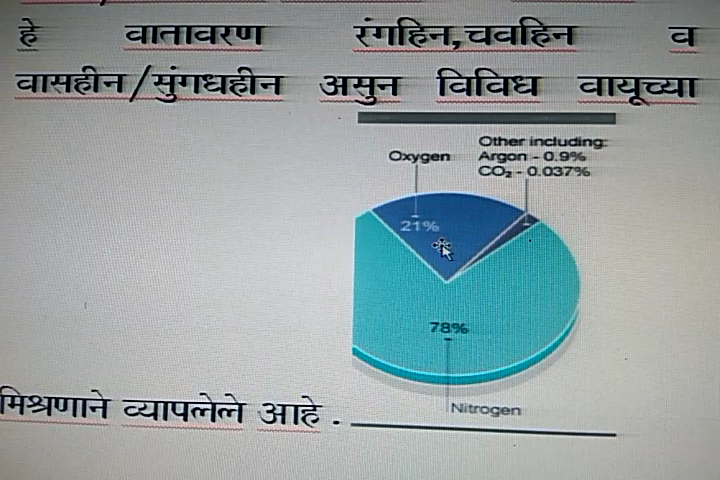 हे वातावरण रंगहिन,चवहिन व
वासहीन/सुंगधहीन असुन विविध वायूच्या
Other including:
Oxygen Argon - 0.9%
CO₂ - 0.037%
21%
78%
Nitrogen
मिश्रणाने व्यापलेले आहे .